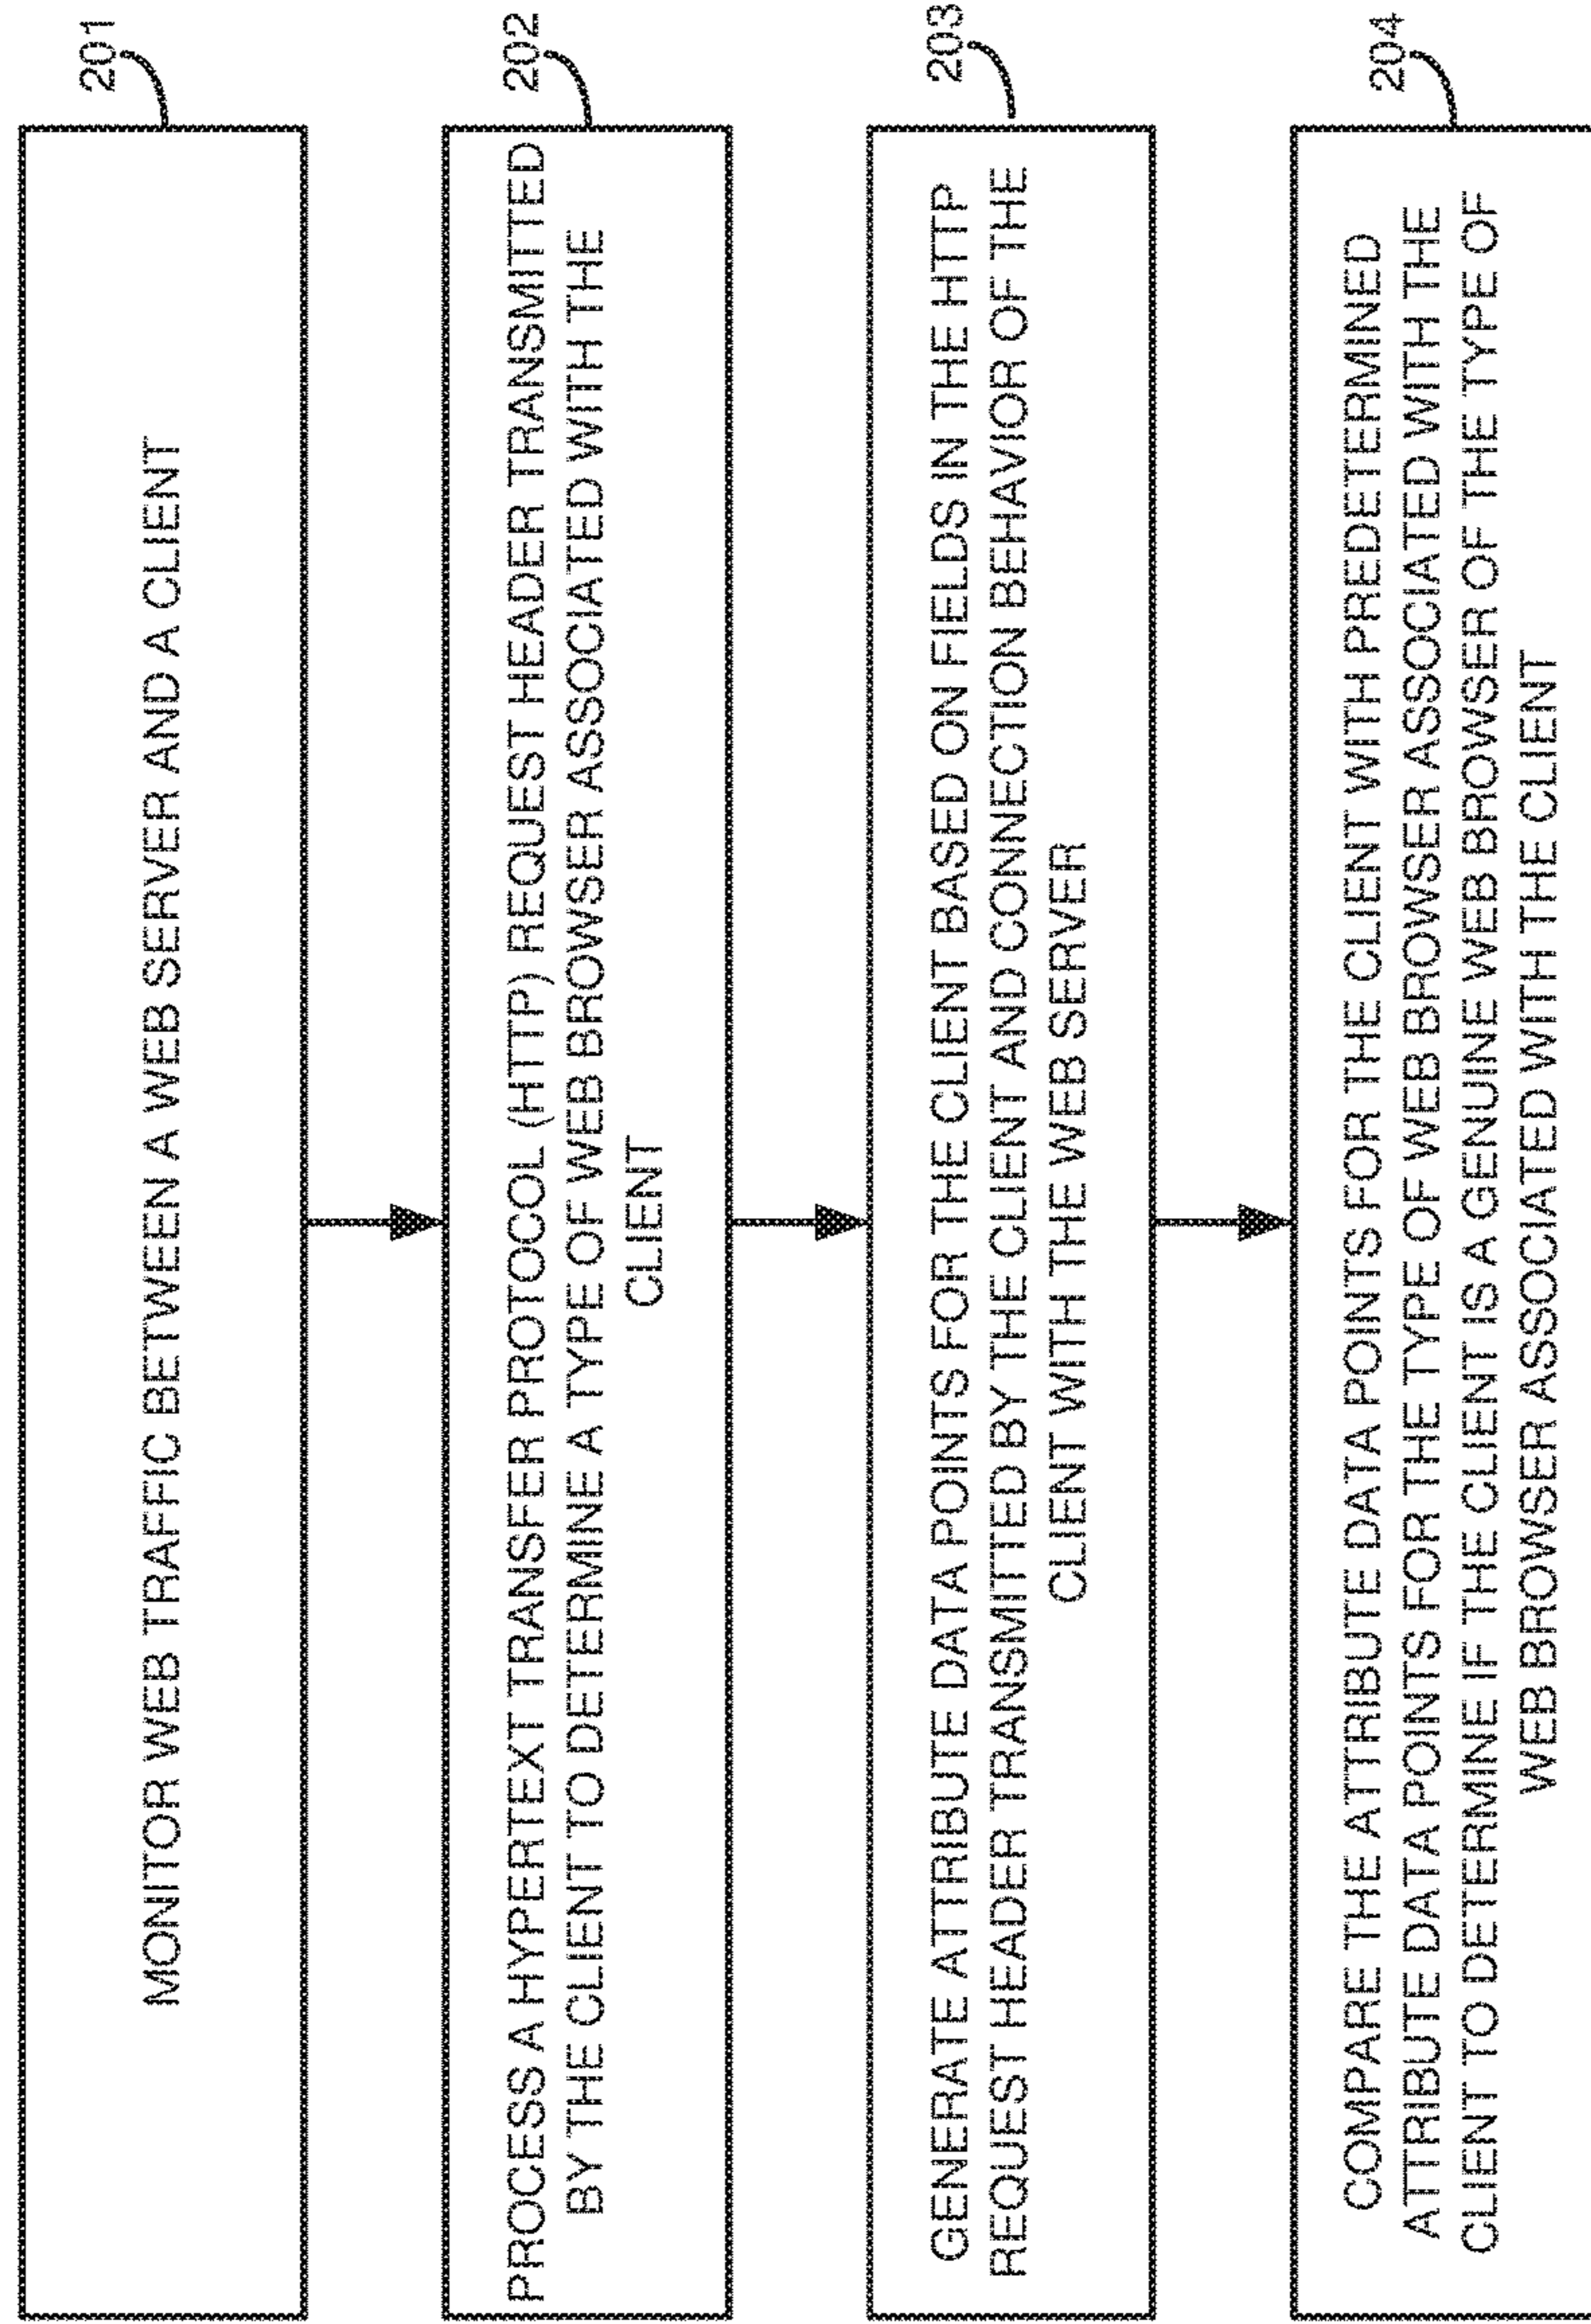 201
MONITOR WEB TRAFFIC BETWEEN A WEB SERVER AND A CLIENT
202
PROCESS A HYPERTEXT TRANSFER PROTOCOL (HTTP) REQUEST HEADER TRANSMITTED
BY THE CLIENT TO DETERMINE A TYPE OF WEB BROWSER ASSOCIATED WITH THE
CLIENT
203
GENERATE ATTRIBUTE DATA POINTS FOR THE CLIENT BASED ON FIELDS IN THE HTTP
REQUEST HEADER TRANSMITTED BY THE CLIENT AND CONNECTION BEHAVIOR OF THE
CLIENT WITH THE WEB SERVER
204
COMPARE THE ATTRIBUTE DATA POINTS FOR THE CLIENT WITH PREDETERMINED
ATTRIBUTE DATA POINTS FOR THE TYPE OF WEB BROWSER ASSOCIATED WITH THE
CLIENT TO DETERMINE IF THE CLIENT IS A GENUINE WEB BROWSER OF THE TYPE OF
WEB BROWSER ASSOCIATED WITH THE CLIENT